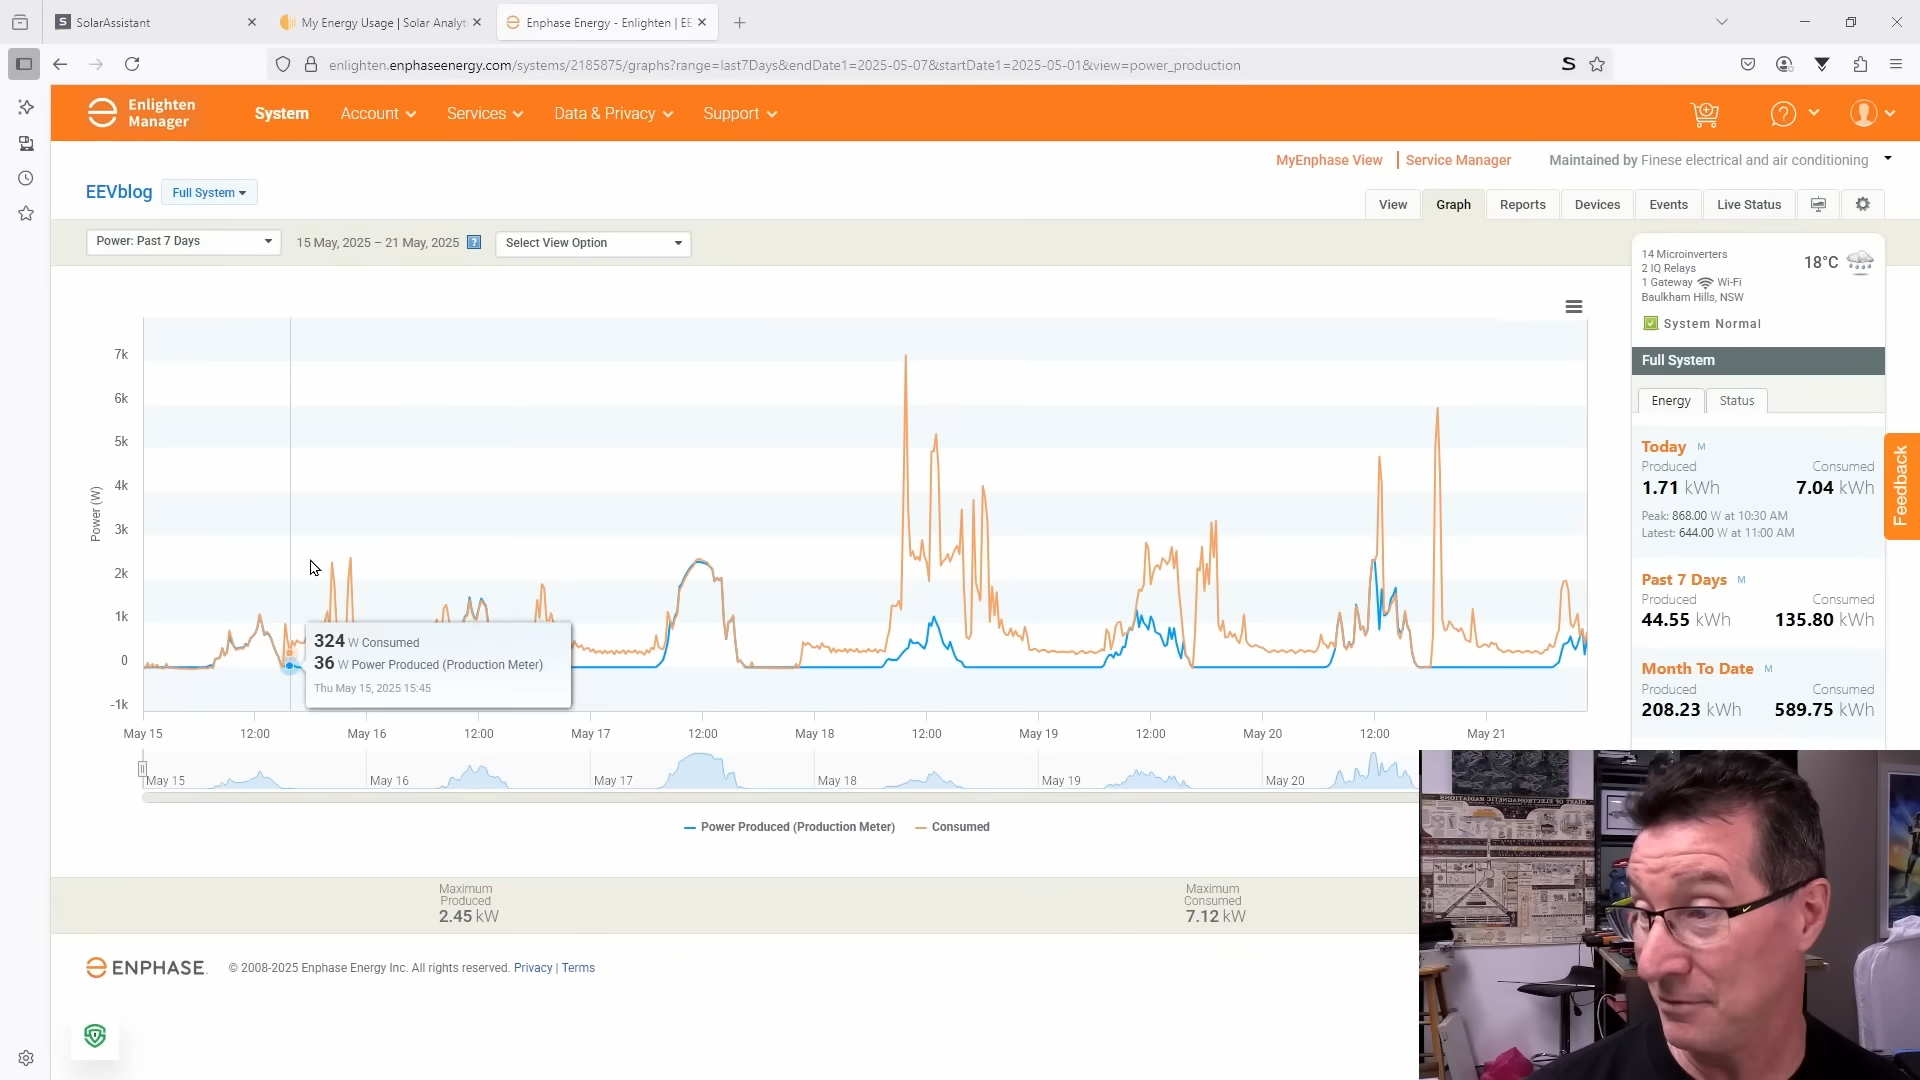 SolarAssistant
My Energy Usage | Solar Analyt
Enphase Energy - Enlighten | EE
enlighten.enphaseenergy.com/systems/2185875/graphs?range=last7Days&endDate1=2025-05-07&startDate1=2025-05-01&view=power_production
Enlighten
Manager
System
Account
Services
Data & Privacy
Support
MyEnphase View
Service Manager
Maintained by Finese electrical and air conditioning
EEVblog
Full System
View
Graph
Reports
Devices
Events
Live Status
Power: Past 7 Days
15 May, 2025 – 21 May, 2025
Select View Option
14 Microinverters
2 IQ Relays
1 Gateway Wi-Fi
Baulkham Hills, NSW
18°C
System Normal
Full System
Energy
Status
Today M
Produced Consumed
1.71 kWh 7.04 kWh
Peak: 868.00 W at 10:30 AM
Latest: 644.00 W at 11:00 AM
Past 7 Days M
Produced Consumed
44.55 kWh 135.80 kWh
Month To Date M
Produced Consumed
208.23 kWh 589.75 kWh
Feedback
Power (W)
7k
6k
5k
4k
3k
2k
1k
0
-1k
324 W Consumed
36 W Power Produced (Production Meter)
Thu May 15, 2025 15:45
May 15 12:00 May 16 12:00 May 17 12:00 May 18 12:00 May 19 12:00 May 20 12:00 May 21
May 15 May 16 May 17 May 18 May 19 May 20
Power Produced (Production Meter) Consumed
Maximum
Produced
2.45 kW
Maximum
Consumed
7.12 kW
ENPHASE
© 2008-2025 Enphase Energy Inc. All rights reserved. Privacy | Terms